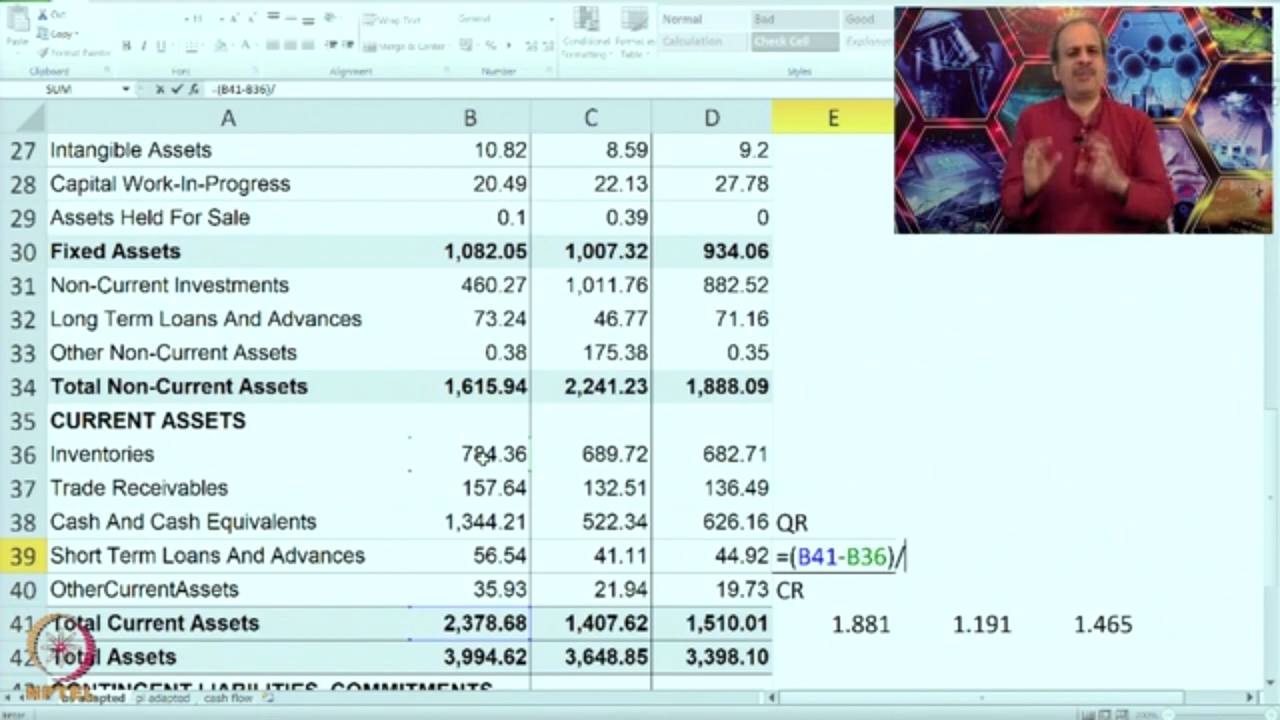 Cut
Copy
Format Painter
Wrap Text
General
Normal
Bad
Good
Merge & Center
Conditional Formatting
Calculation
Check Cell
Clipboard
Font
Alignment
Number
Styles
SUM =(B41-B36)/
A B C D E
27 Intangible Assets 10.82 8.59 9.2
28 Capital Work-In-Progress 20.49 22.13 27.78
29 Assets Held For Sale 0.1 0.39 0
30 Fixed Assets 1,082.05 1,007.32 934.06
31 Non-Current Investments 460.27 1,011.76 882.52
32 Long Term Loans And Advances 73.24 46.77 71.16
33 Other Non-Current Assets 0.38 175.38 0.35
34 Total Non-Current Assets 1,615.94 2,241.23 1,888.09
35 CURRENT ASSETS
36 Inventories 784.36 689.72 682.71
37 Trade Receivables 157.64 132.51 136.49
38 Cash And Cash Equivalents 1,344.21 522.34 626.16 QR
39 Short Term Loans And Advances 56.54 41.11 44.92 =(B41-B36)/
40 OtherCurrentAssets 35.93 21.94 19.73 CR
41 Total Current Assets 2,378.68 1,407.62 1,510.01 1.881 1.191 1.465
42 Total Assets 3,994.62 3,648.85 3,398.10
CONTINGENT LIABILITIES, COMMITMENTS
NPTEL
adapted pl adapted cash flow